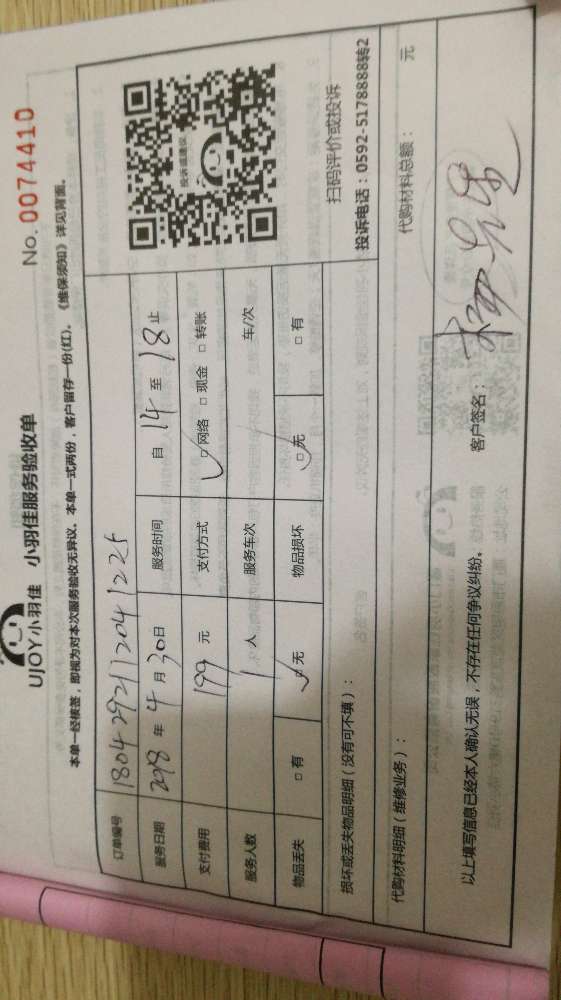 UJOY小羽佳 小羽佳服务验收单 No. 0074410
本单一经核签，即视为对本次服务验收无异议。本单一式两份，客户留存一份(红)。《维保须知》详见背面。
订单编号 180429211204122５
服务日期 2018 年 4 月 30 日 服务时间 自 14 至 18 止
支付费用 199 元 支付方式 □网络 □现金 □转账
服务人数 1 人 服务车次 车/次
物品丢失 □有 □无 物品损坏 □无 □有
投诉或建议
扫码评价或投诉
投诉电话：0592-5178888转2
损坏或丢失物品明细（没有可不填）：
代购材料明细（维修业务）： 代购材料总额： 元
以上填写信息已经本人确认无误，不存在任何争议纠纷。 客户签名：